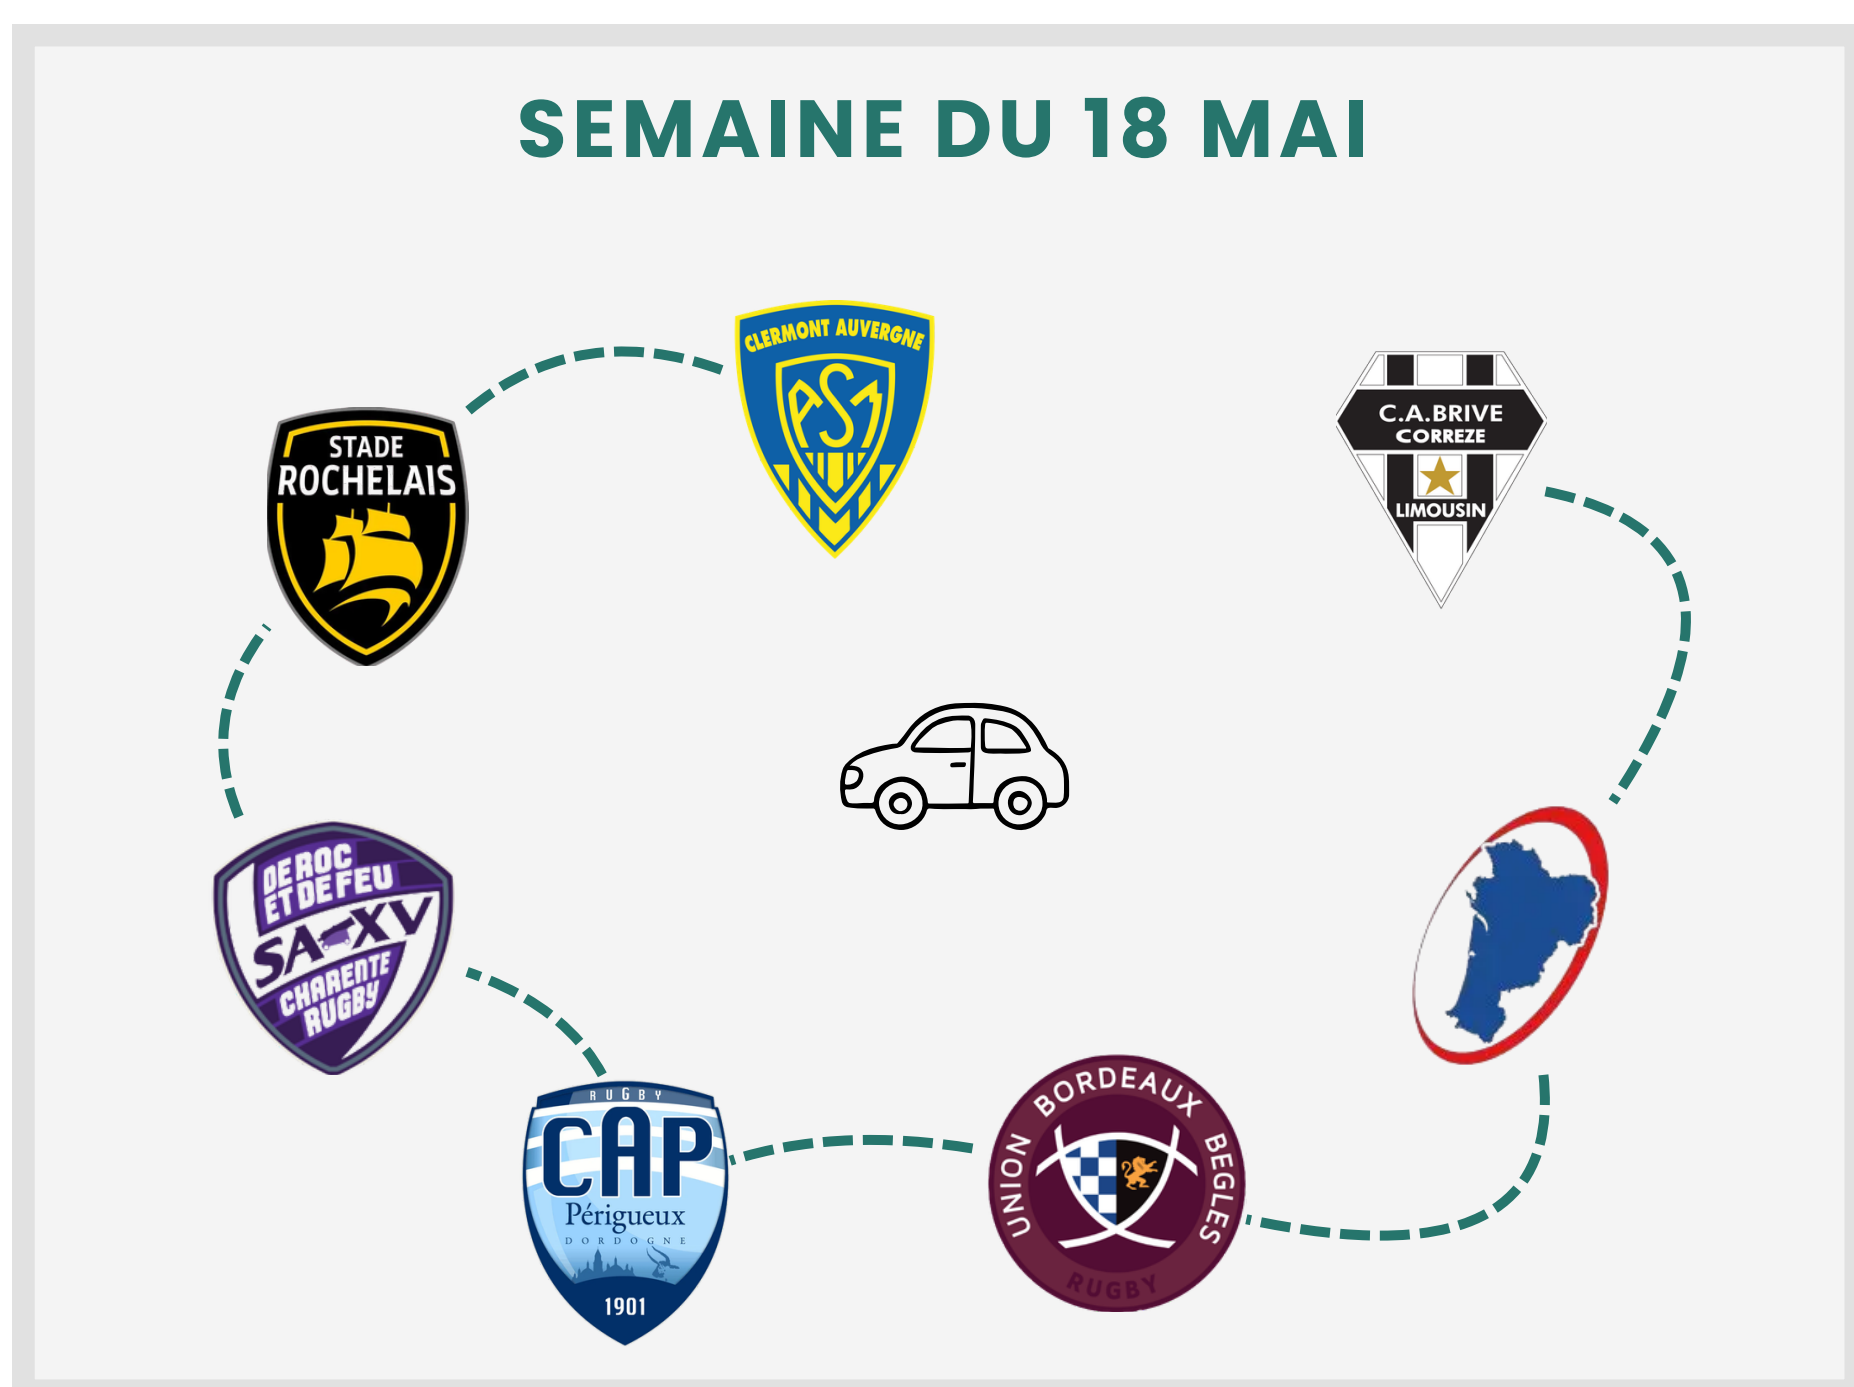 SEMAINE DU 18 MAI
CLERMONT AUVERGNE
ASM
C.A.BRIVE
CORREZE
LIMOUSIN
STADE
ROCHELAIS
DE ROC
ET DE FEU
SA XV
CHARENTE
RUGBY
RUGBY
CAP
Périgueux
DORDOGNE
1901
UNION BORDEAUX BEGLES
RUGBY